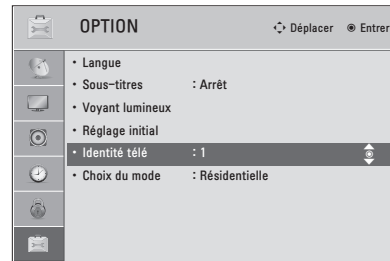 OPTION
Déplacer
Entrer
• Langue
• Sous-titres : Arrêt
• Voyant lumineux
• Réglage initial
• Identité télé : 1
• Choix du mode : Résidentielle